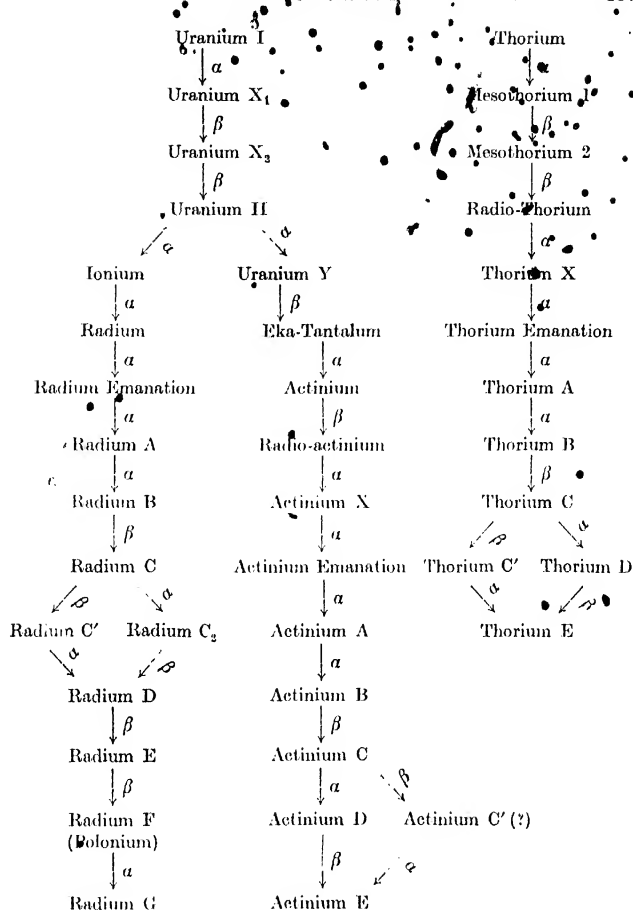 Uranium I Thorium
α α
Uranium X₁ Mesothorium 1
β β
Uranium X₂ Mesothorium 2
β β
Uranium II Radio-Thorium
α α α
Ionium Uranium Y Thorium X
α β α
Radium Eka-Tantalum Thorium Emanation
α α α
Radium Emanation Actinium Thorium A
α β α
Radium A Radio-actinium Thorium B
α α β
Radium B Actinium X Thorium C
β α β α
Radium C Actinium Emanation Thorium C′ Thorium D
β α α α β
Radium C′ Radium C₂ Actinium A Thorium E
α β α
Radium D Actinium B
β β
Radium E Actinium C
β α β
Radium F Actinium D Actinium C′ (?)
(Polonium)
α β α
Radium G Actinium E